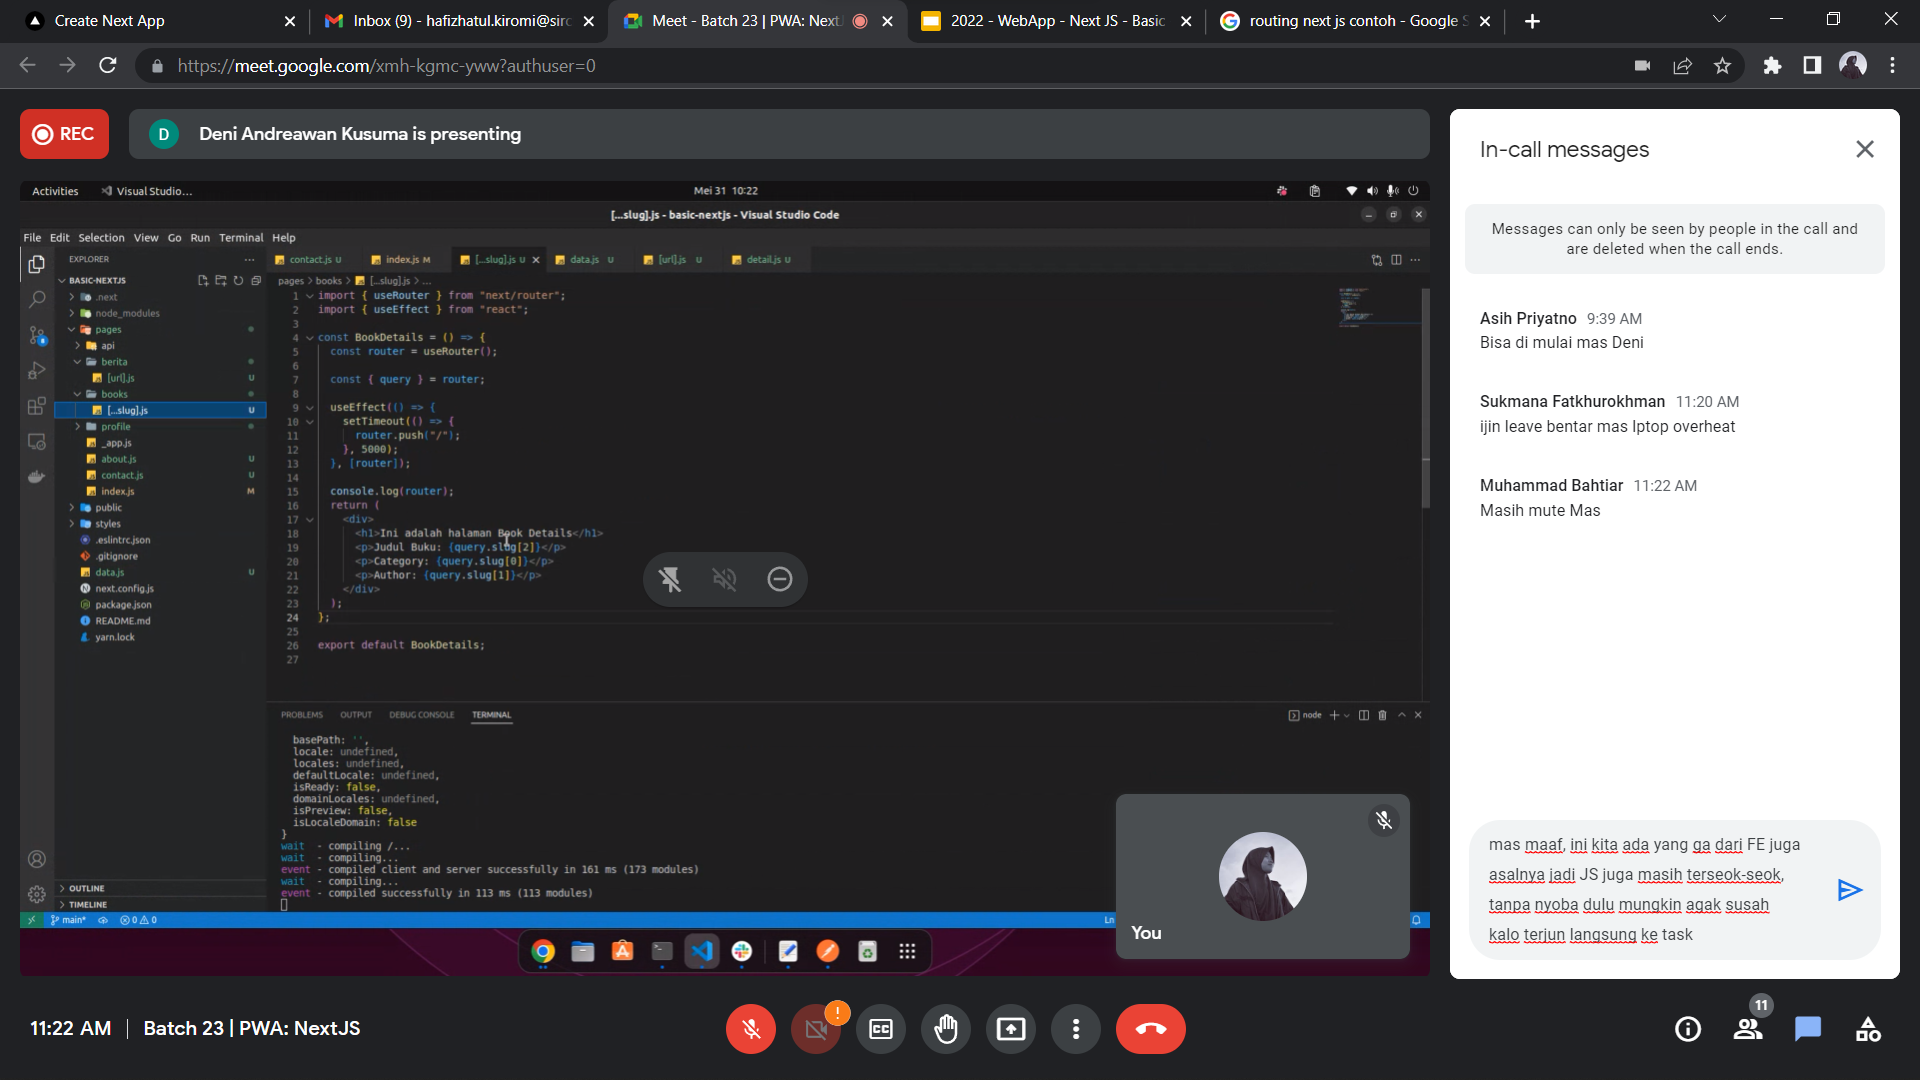 Create Next App
Inbox (9) - hafizhatul.kiromi@sirc
Meet - Batch 23 | PWA: NextJ
2022 - WebApp - Next JS - Basic
routing next js contoh - Google S
https://meet.google.com/xmh-kgmc-yww?authuser=0
REC
D
Deni Andreawan Kusuma is presenting
Activities
Visual Studio...
Mei 31 10:22
[...slug].js - basic-nextjs - Visual Studio Code
File Edit Selection View Go Run Terminal Help
EXPLORER
BASIC-NEXTJS
.next
node_modules
pages
api
berita
[url].js U
books
[...slug].js U
profile
_app.js
about.js U
contact.js U
index.js M
public
styles
.eslintrc.json
.gitignore
data.js U
next.config.js
package.json
README.md
yarn.lock
OUTLINE
TIMELINE
contact.js U
index.js M
[...slug].js U
data.js U
[url].js U
detail.js U
pages > books > [...slug].js > ...
1 import { useRouter } from "next/router";
2 import { useEffect } from "react";
3
4 const BookDetails = () => {
5 const router = useRouter();
6
7 const { query } = router;
8
9 useEffect(() => {
10 setTimeout(() => {
11 router.push("/");
12 }, 5000);
13 }, [router]);
14
15 console.log(router);
16 return (
17 <div>
18 <h1>Ini adalah halaman Book Details</h1>
19 <p>Judul Buku: {query.slug[2]}</p>
20 <p>Category: {query.slug[0]}</p>
21 <p>Author: {query.slug[1]}</p>
22 </div>
23 );
24 };
25
26 export default BookDetails;
27
PROBLEMS OUTPUT DEBUG CONSOLE TERMINAL
node
basePath: '',
locale: undefined,
locales: undefined,
defaultLocale: undefined,
isReady: false,
domainLocales: undefined,
isPreview: false,
isLocaleDomain: false
}
wait - compiling /...
wait - compiling...
event - compiled client and server successfully in 161 ms (173 modules)
wait - compiling...
event - compiled successfully in 113 ms (113 modules)
main*
0 0
Ln
You
In-call messages
Messages can only be seen by people in the call and
are deleted when the call ends.
Asih Priyatno 9:39 AM
Bisa di mulai mas Deni
Sukmana Fatkhurokhman 11:20 AM
ijin leave bentar mas lptop overheat
Muhammad Bahtiar 11:22 AM
Masih mute Mas
mas maaf, ini kita ada yang ga dari FE juga
asalnya jadi JS juga masih terseok-seok,
tanpa nyoba dulu mungkin agak susah
kalo terjun langsung ke task
11:22 AM | Batch 23 | PWA: NextJS
!
CC
11